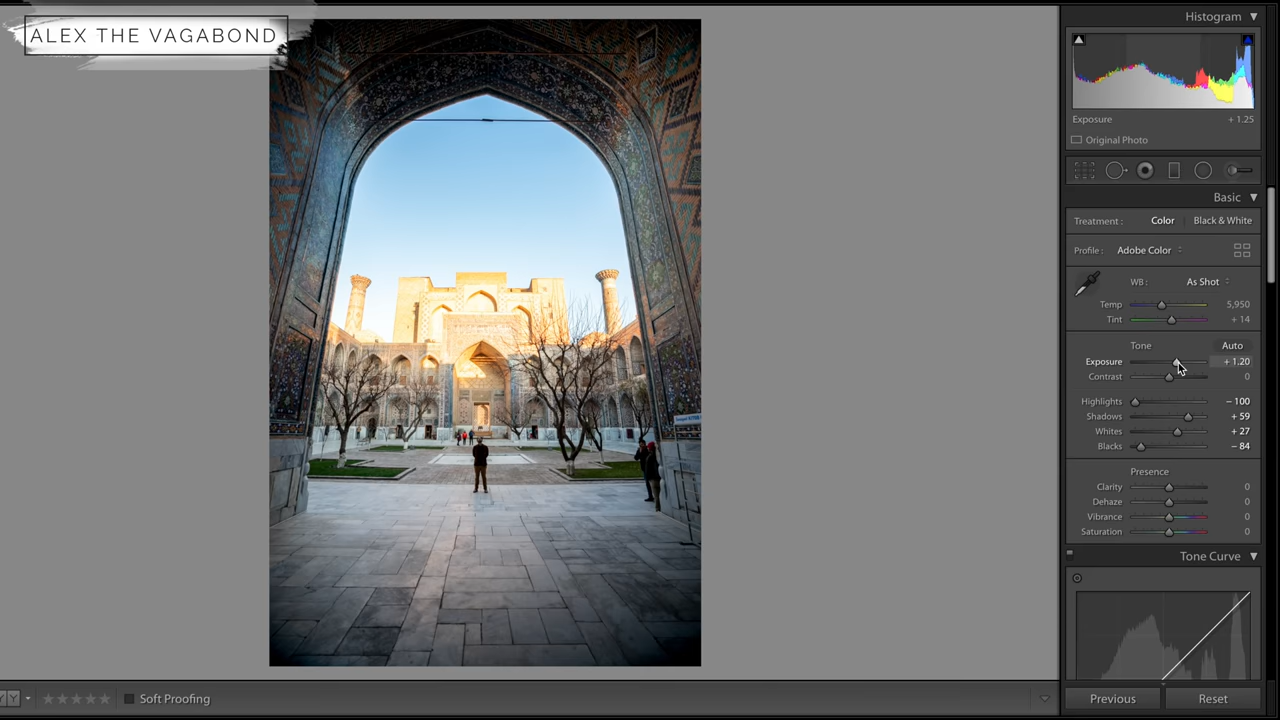 ALEX THE VAGABOND
Histogram
Exposure + 1.25
Original Photo
Basic
Treatment : Color Black & White
Profile : Adobe Color
WB : As Shot
Temp 5,950
Tint + 14
Tone Auto
Exposure + 1.20
Contrast 0
Highlights − 100
Shadows + 59
Whites + 27
Blacks − 84
Presence
Clarity 0
Dehaze 0
Vibrance 0
Saturation 0
Tone Curve
Y Soft Proofing
Previous Reset